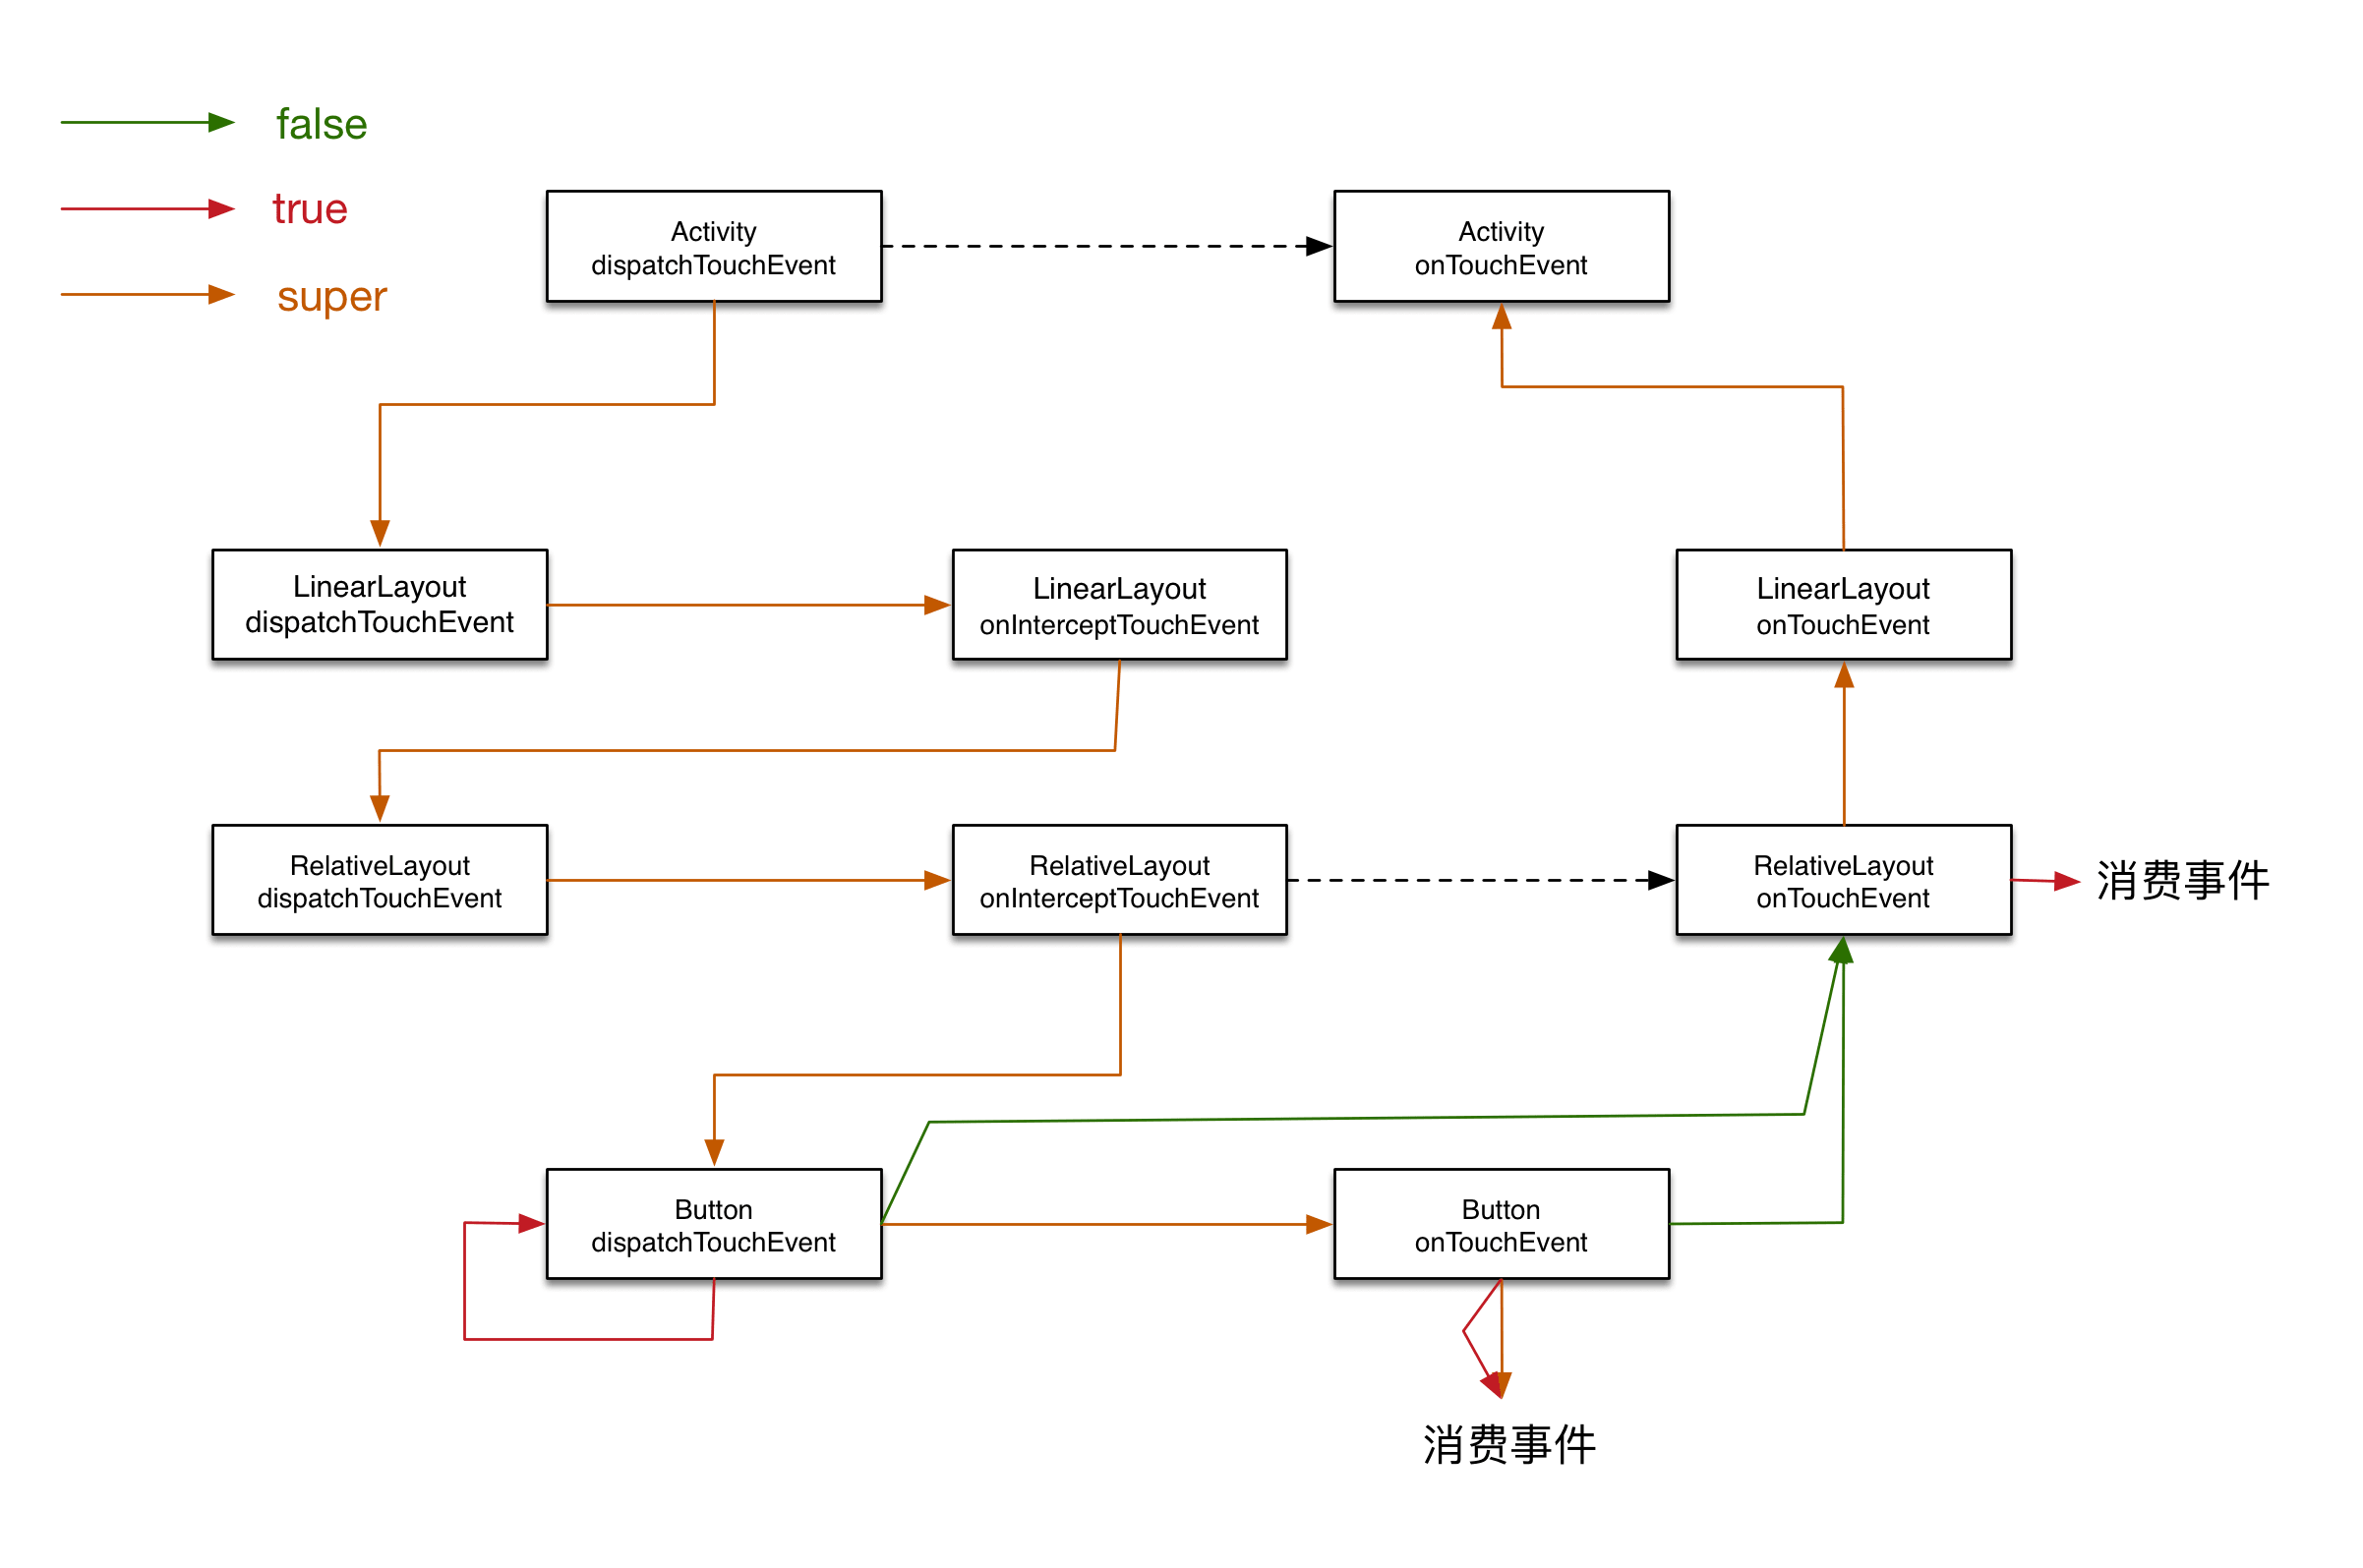 false
true
super
Activity
dispatchTouchEvent
Activity
onTouchEvent
LinearLayout
dispatchTouchEvent
LinearLayout
onInterceptTouchEvent
LinearLayout
onTouchEvent
RelativeLayout
dispatchTouchEvent
RelativeLayout
onInterceptTouchEvent
RelativeLayout
onTouchEvent
消费事件
Button
dispatchTouchEvent
Button
onTouchEvent
消费事件